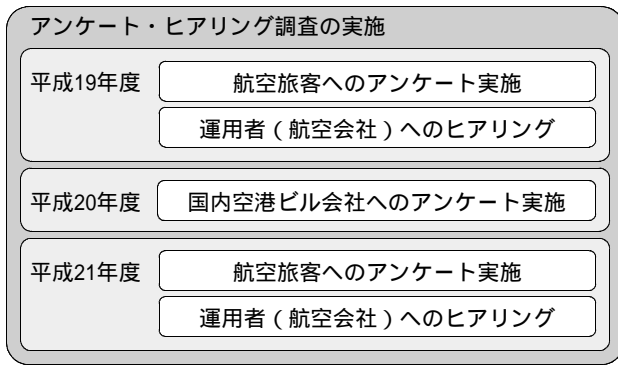 アンケート・ヒアリング調査の実施
平成19年度
航空旅客へのアンケート実施
運用者(航空会社)へのヒアリング
平成20年度
国内空港ビル会社へのアンケート実施
平成21年度
航空旅客へのアンケート実施
運用者(航空会社)へのヒアリング